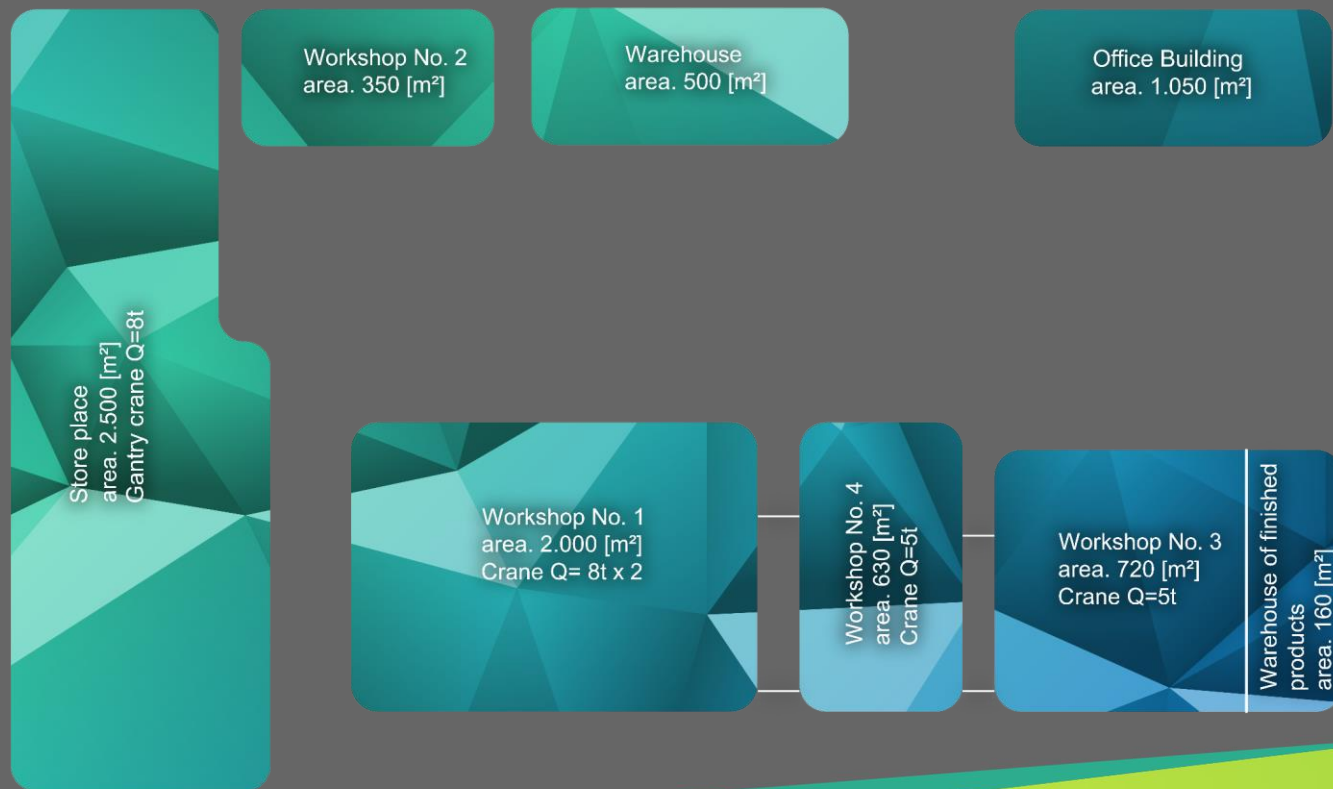 Workshop No. 2
area. 350 [m²]
Warehouse
area. 500 [m²]
Office Building
area. 1.050 [m²]
Store place
area. 2.500 [m²]
Gantry crane Q=8t
Workshop No. 1
area. 2.000 [m²]
Crane Q= 8t x 2
Workshop No. 4
area. 630 [m²]
Crane Q=5t
Workshop No. 3
area. 720 [m²]
Crane Q=5t
Warehouse of finished
products
area. 160 [m²]